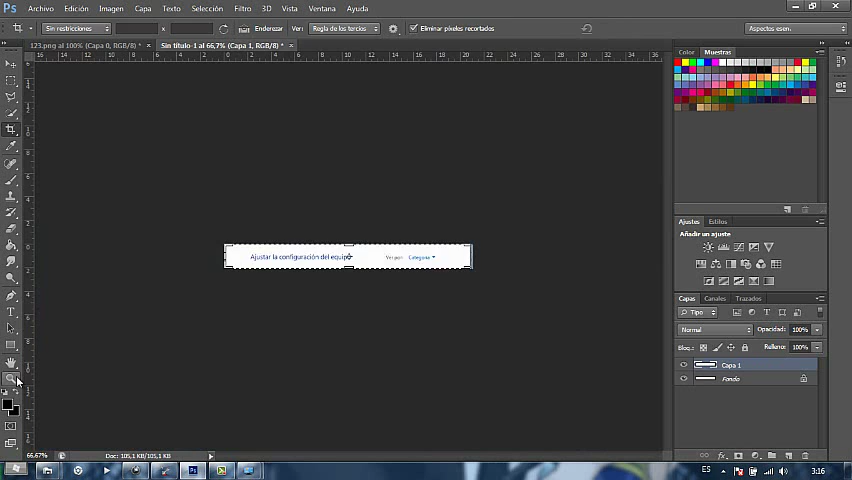 Ps Archivo Edición Imagen Capa Texto Selección Filtro 3D Vista Ventana Ayuda
Sin restricciones x Enderezar Ver: Regla de los tercios Eliminar píxeles recortados Aspectos esen.
123.png al 100% (Capa 0, RGB/8) * × Sin título-1 al 66,7% (Capa 1, RGB/8) * ×
Color Muestras
Ajustar la configuración del equipo Ver por: Categoría
Ajustes Estilos
Añadir un ajuste
Capas Canales Trazados
Tipo
Normal Opacidad: 100%
Bloq.: Relleno: 100%
Capa 1
Fondo
66,67% Doc: 105,1 KB/105,1 KB
ES 3:16